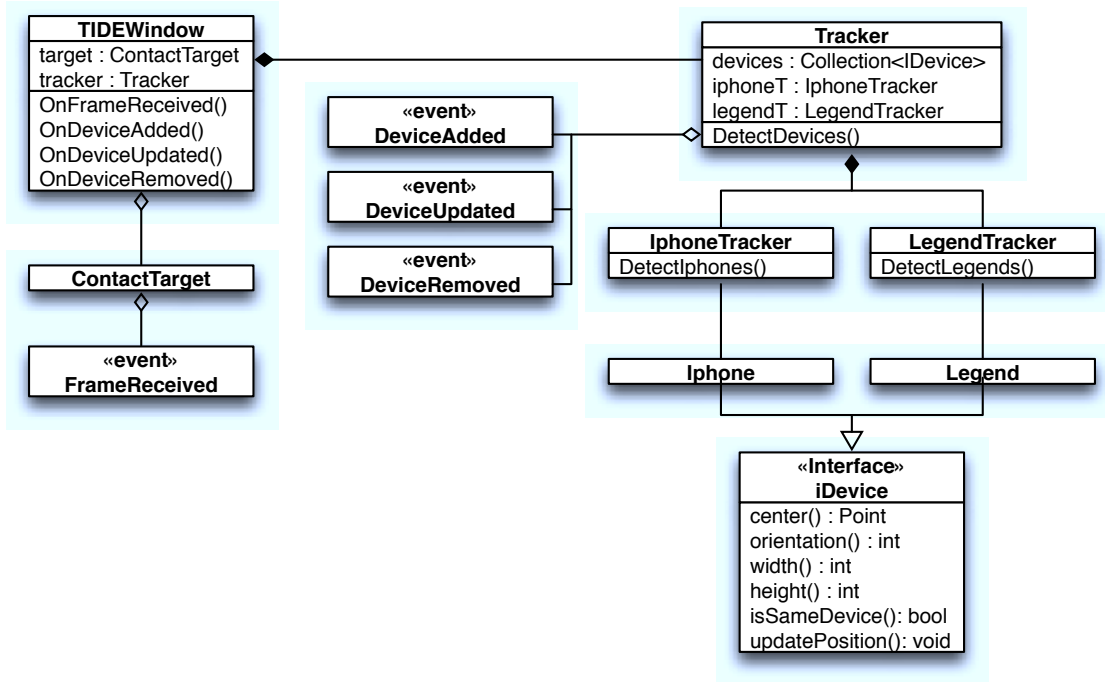 TIDEWindow
target : ContactTarget
tracker : Tracker
OnFrameReceived()
OnDeviceAdded()
OnDeviceUpdated()
OnDeviceRemoved()
ContactTarget
«event»
FrameReceived
«event»
DeviceAdded
«event»
DeviceUpdated
«event»
DeviceRemoved
Tracker
devices : Collection<IDevice>
iphoneT : IphoneTracker
legendT : LegendTracker
DetectDevices()
IphoneTracker
DetectIphones()
LegendTracker
DetectLegends()
Iphone
Legend
«Interface»
iDevice
center() : Point
orientation() : int
width() : int
height() : int
isSameDevice(): bool
updatePosition(): void